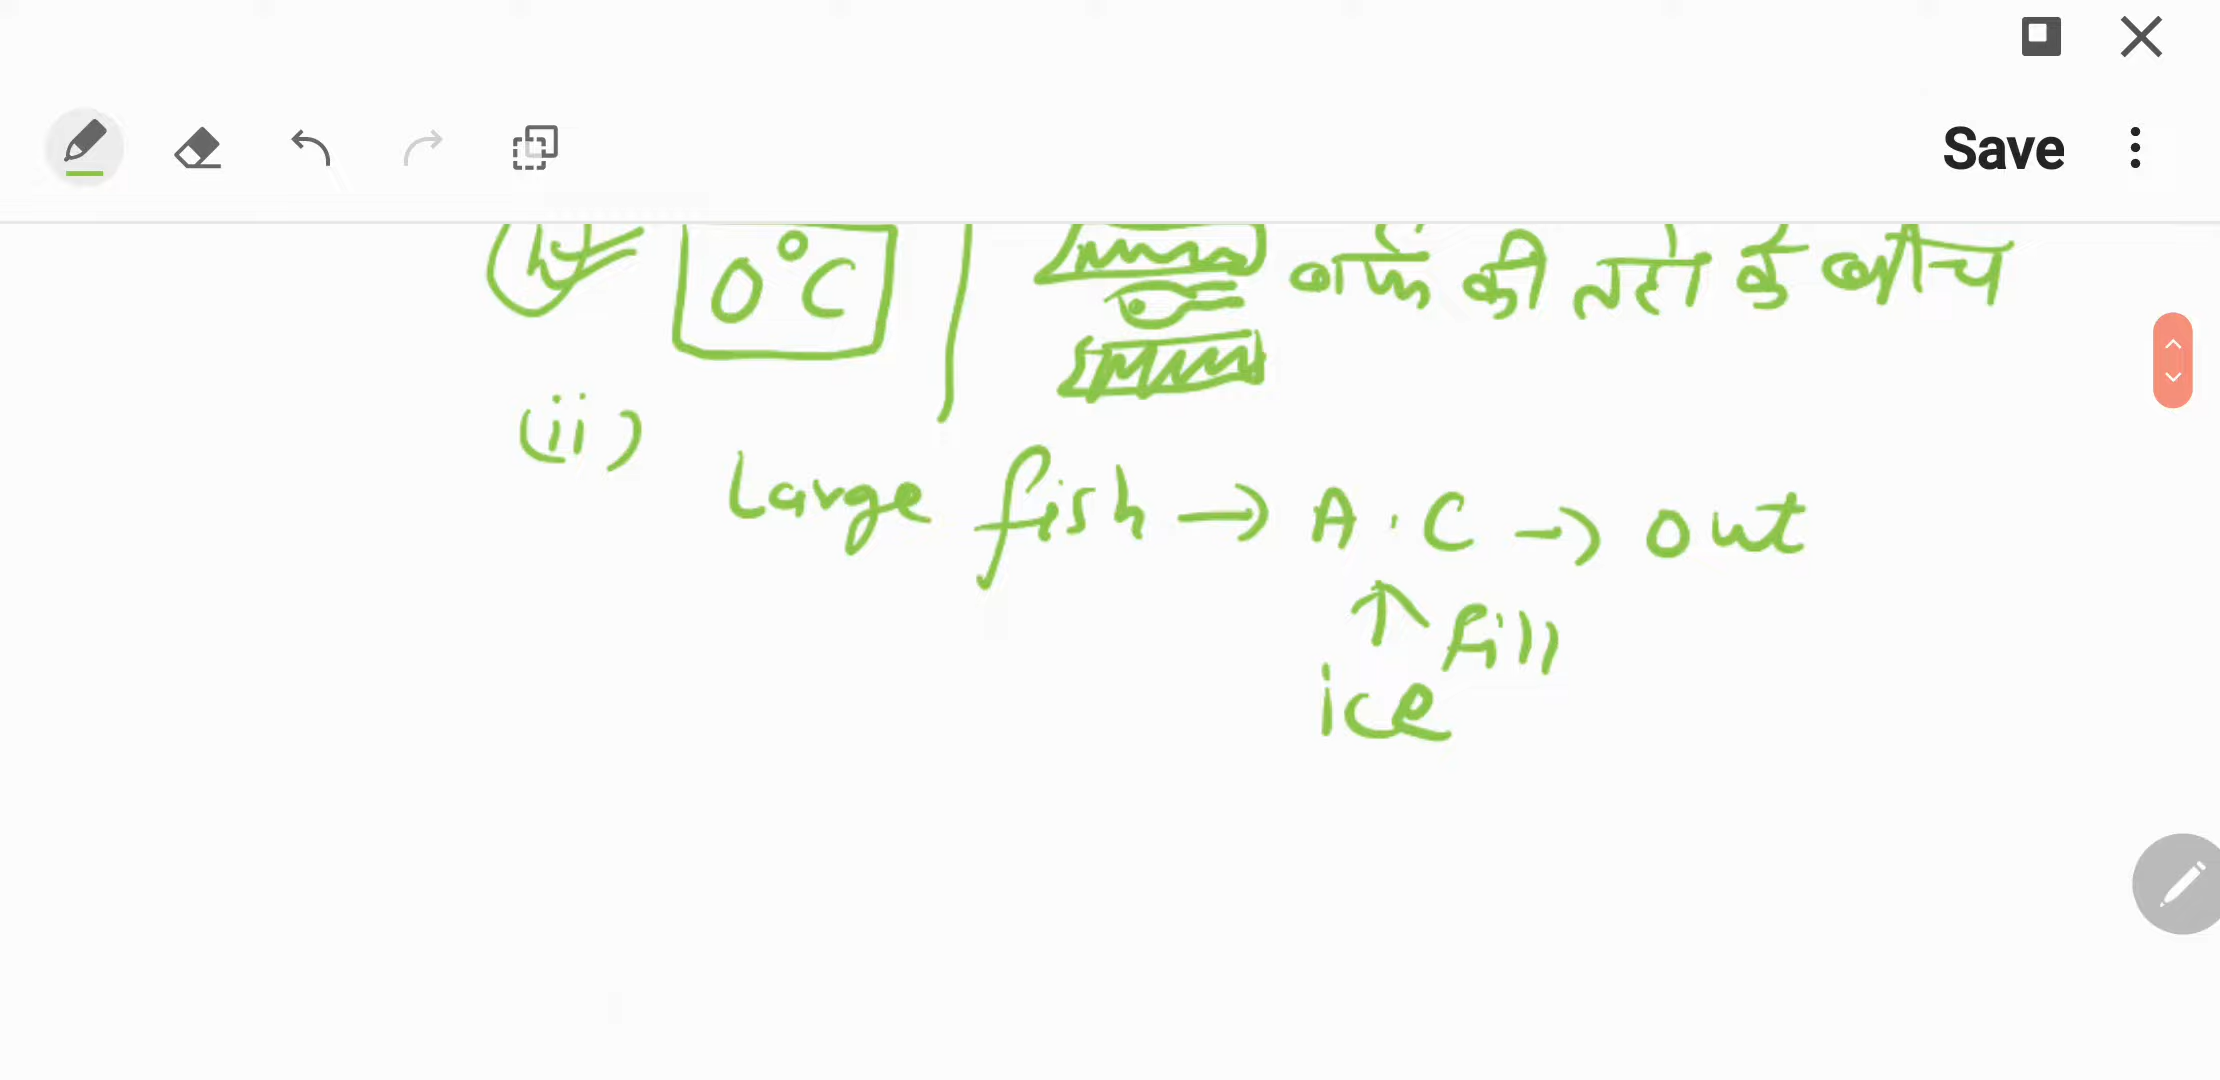 Save
0°C बर्फ की तहों के बीच
(ii)
Large fish → A.C → out
↑ fill
ice